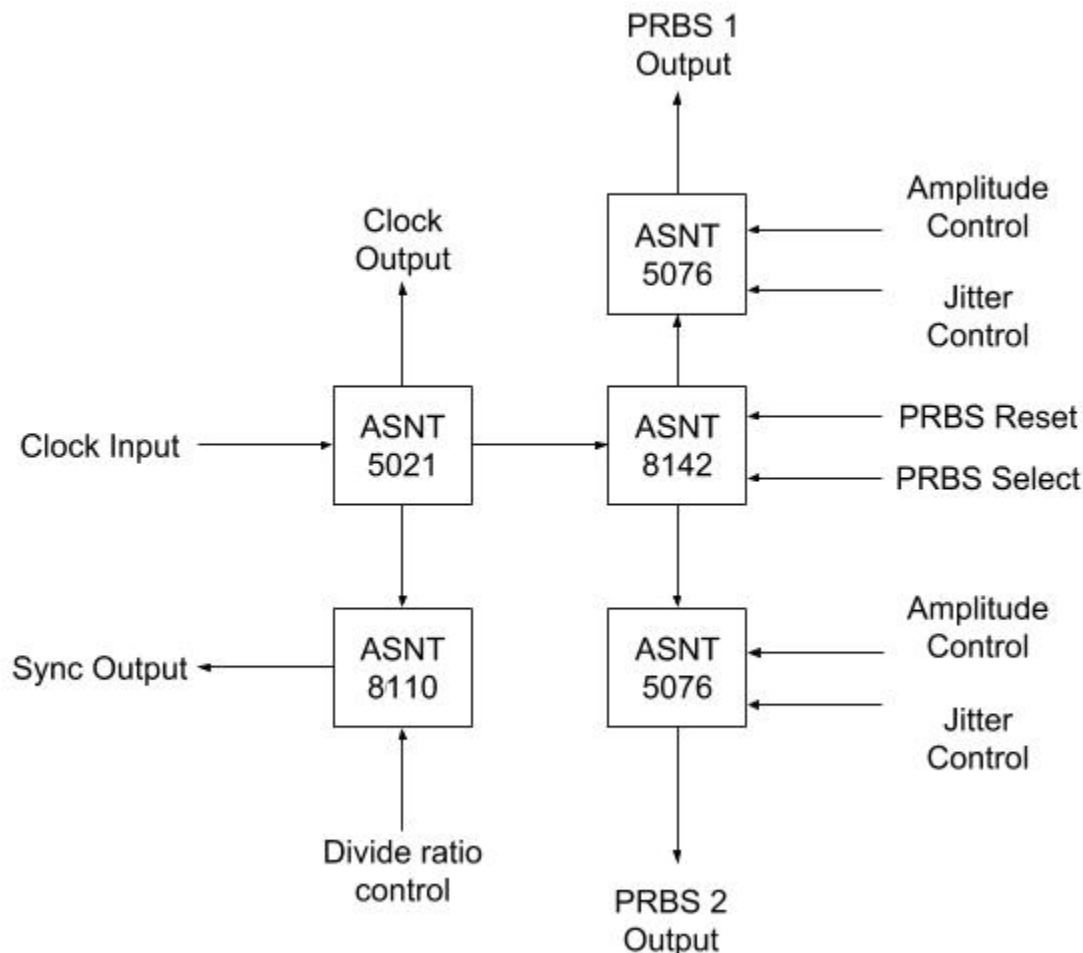 PRBS 1
Output
Clock
Output
ASNT
5076
Amplitude
Control
Jitter
Control
Clock Input
ASNT
5021
ASNT
8142
PRBS Reset
PRBS Select
Sync Output
ASNT
8110
ASNT
5076
Amplitude
Control
Jitter
Control
Divide ratio
control
PRBS 2
Output